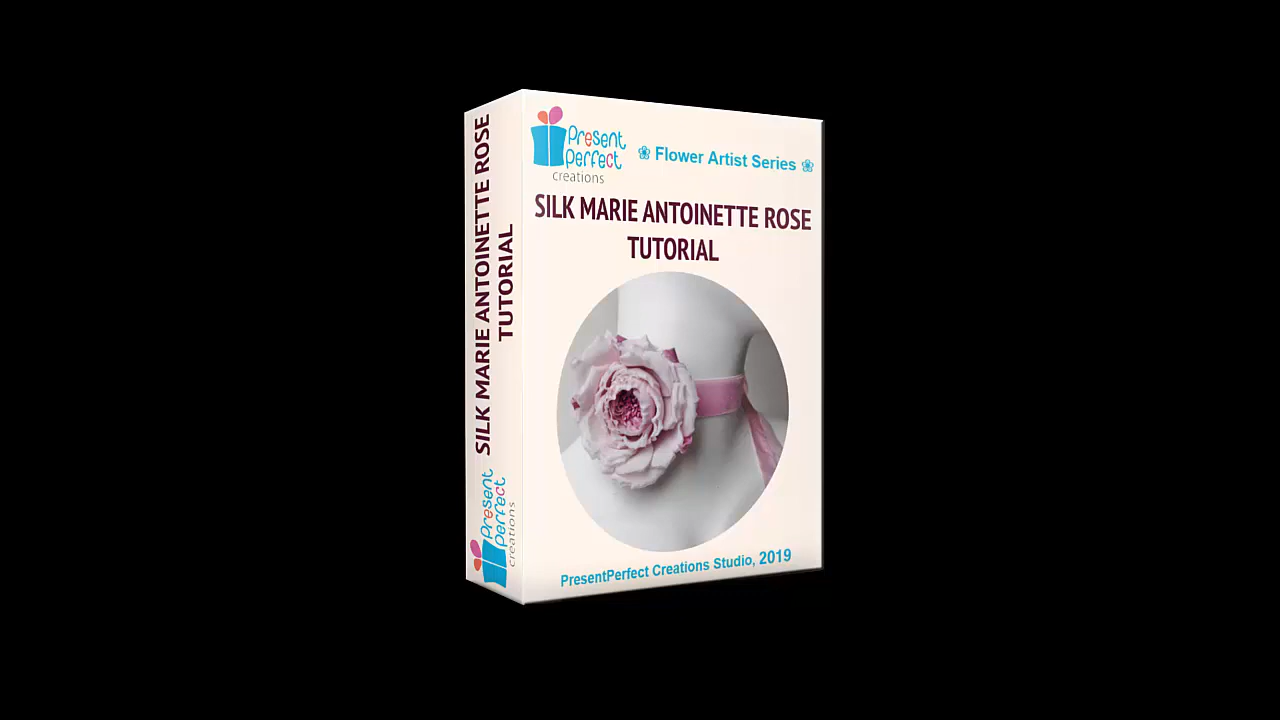 Present
Perfect
creations
❀ Flower Artist Series ❀
SILK MARIE ANTOINETTE ROSE
TUTORIAL
PresentPerfect Creations Studio, 2019
SILK MARIE ANTOINETTE ROSE
TUTORIAL
Present
Perfect
creations